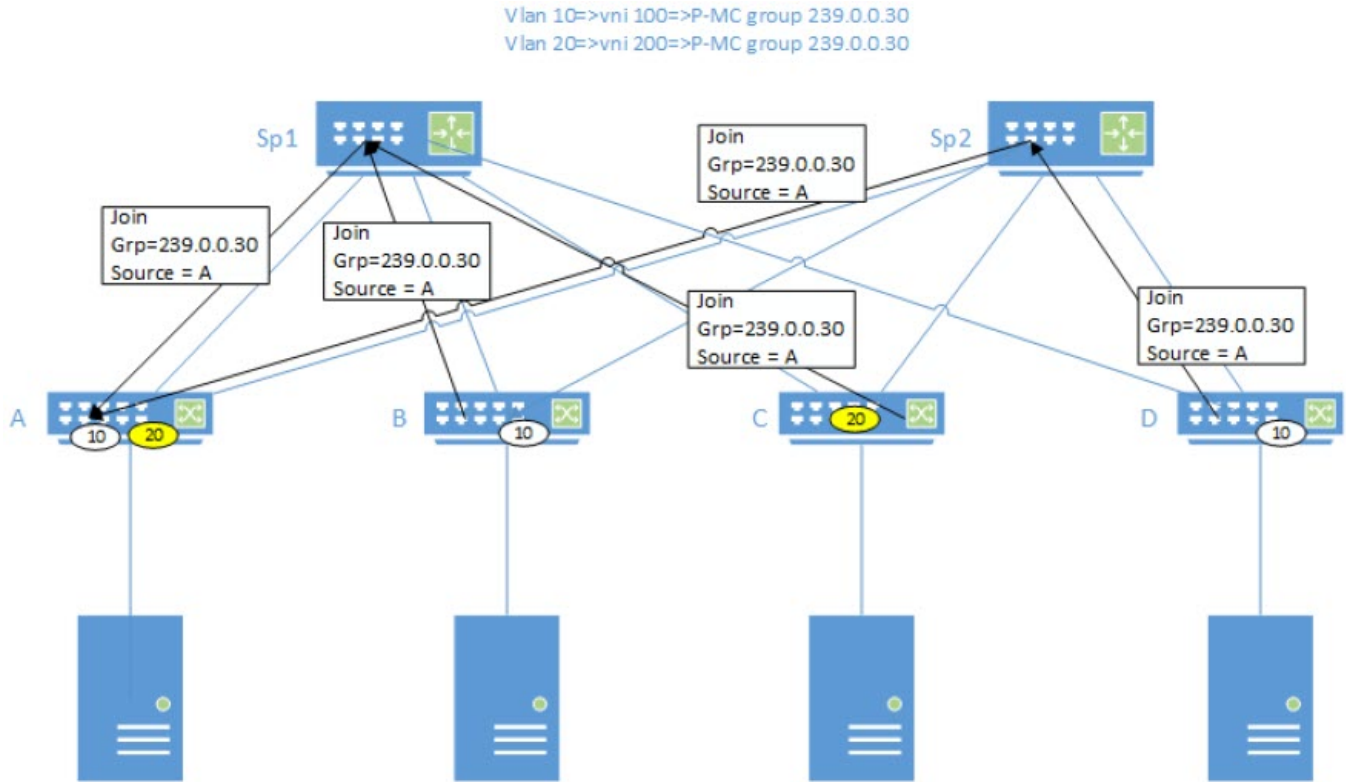 Vlan 10=>vni 100=>P-MC group 239.0.0.30
Vlan 20=>vni 200=>P-MC group 239.0.0.30
Sp1
Sp2
Join
Grp=239.0.0.30
Source = A
Join
Grp=239.0.0.30
Source = A
Join
Grp=239.0.0.30
Source = A
Join
Grp=239.0.0.30
Source = A
Join
Grp=239.0.0.30
Source = A
A
10
20
B
10
C
20
D
10